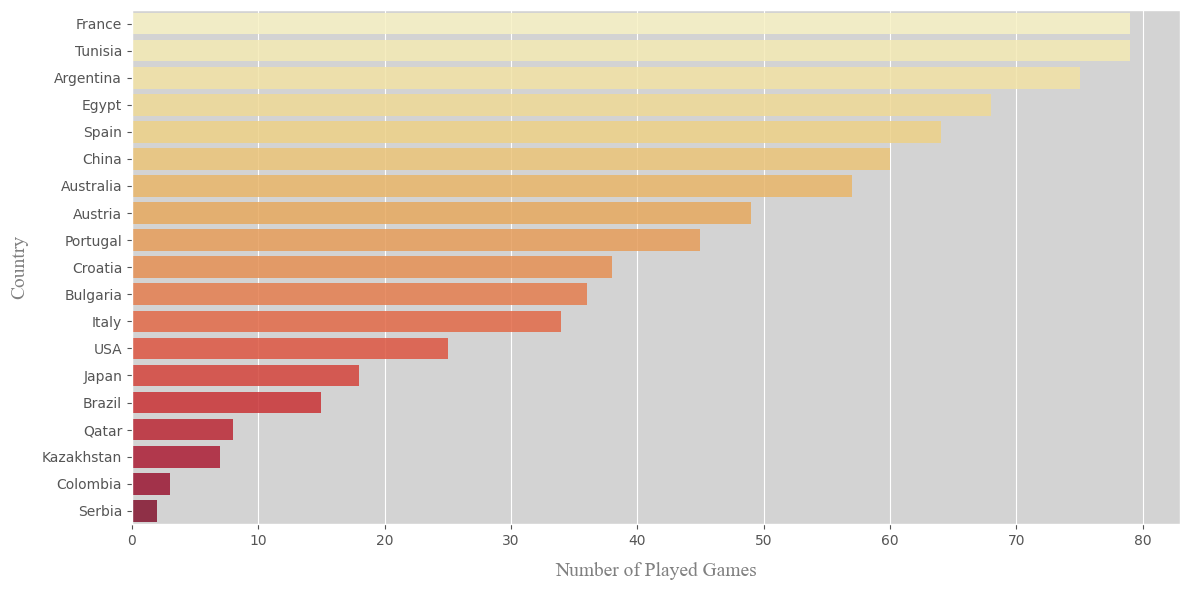 France
Tunisia
Argentina
Egypt
Spain
China
Australia
Austria
Portugal
Croatia
Bulgaria
Italy
USA
Japan
Brazil
Qatar
Kazakhstan
Colombia
Serbia
Country
0 10 20 30 40 50 60 70 80
Number of Played Games